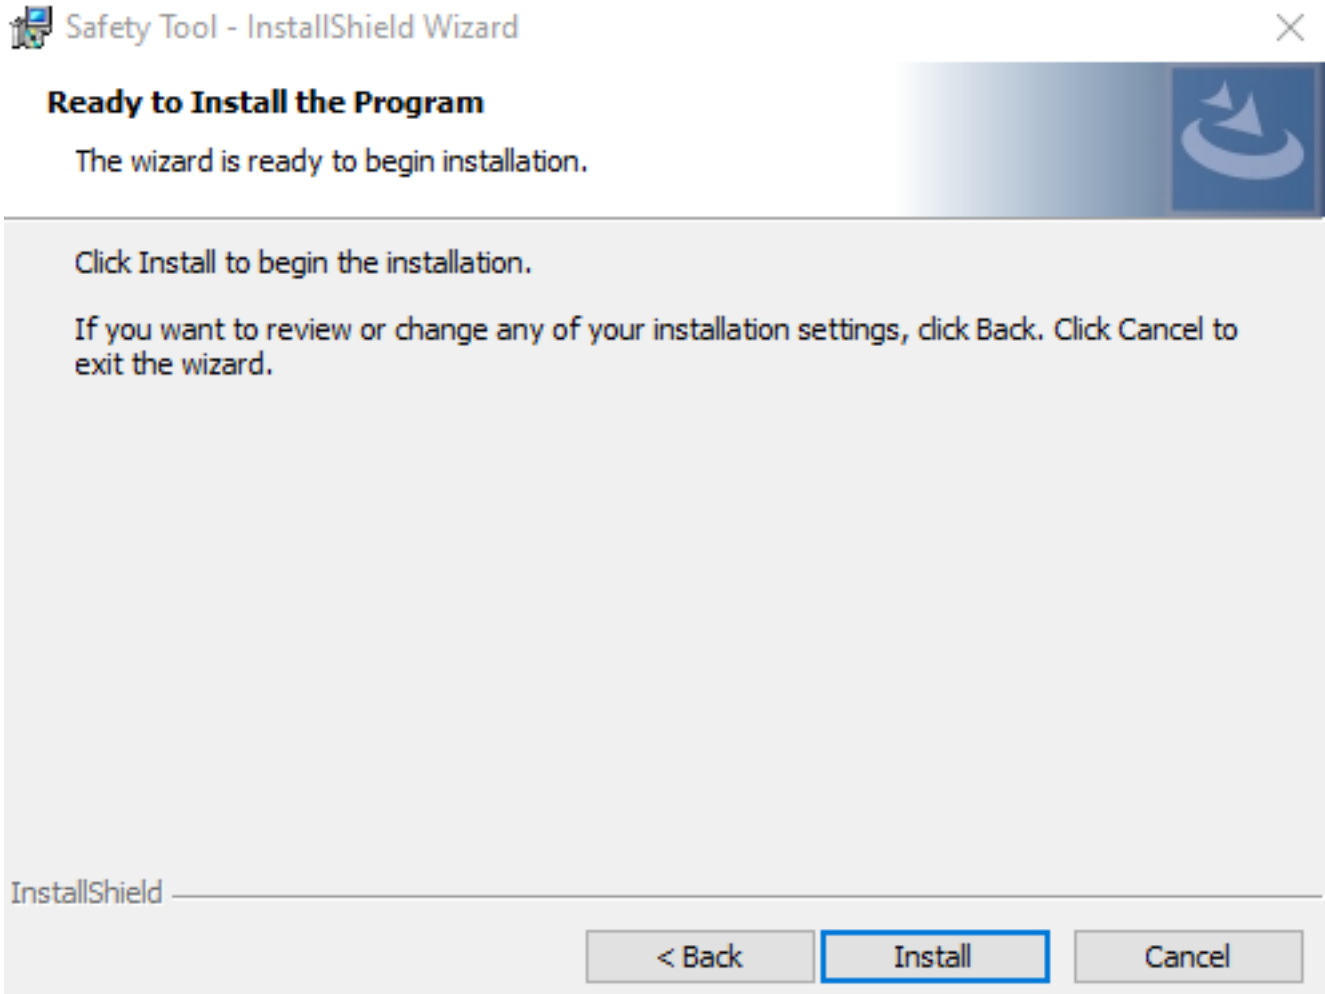 Safety Tool - InstallShield Wizard
Ready to Install the Program
The wizard is ready to begin installation.
Click Install to begin the installation.
If you want to review or change any of your installation settings, click Back. Click Cancel to
exit the wizard.
InstallShield
< Back
Install
Cancel